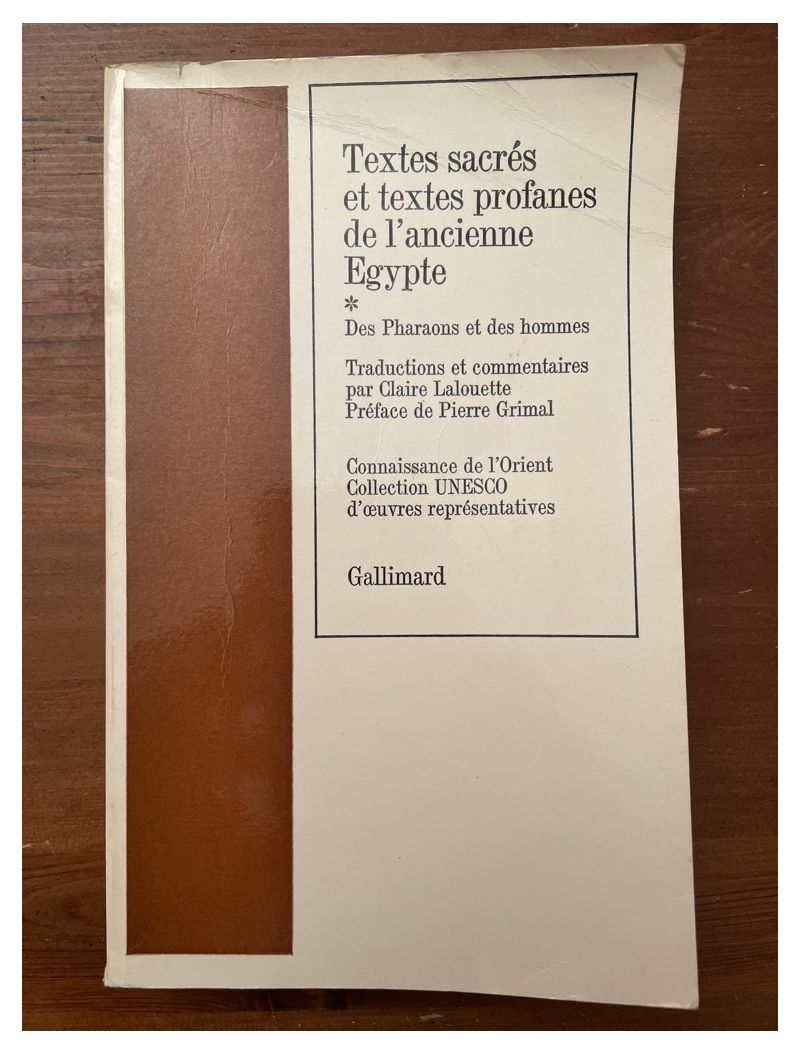 Textes sacrés
et textes profanes
de l'ancienne
Egypte
*
Des Pharaons et des hommes
Traductions et commentaires
par Claire Lalouette
Préface de Pierre Grimal
Connaissance de l'Orient
Collection UNESCO
d'œuvres représentatives
Gallimard